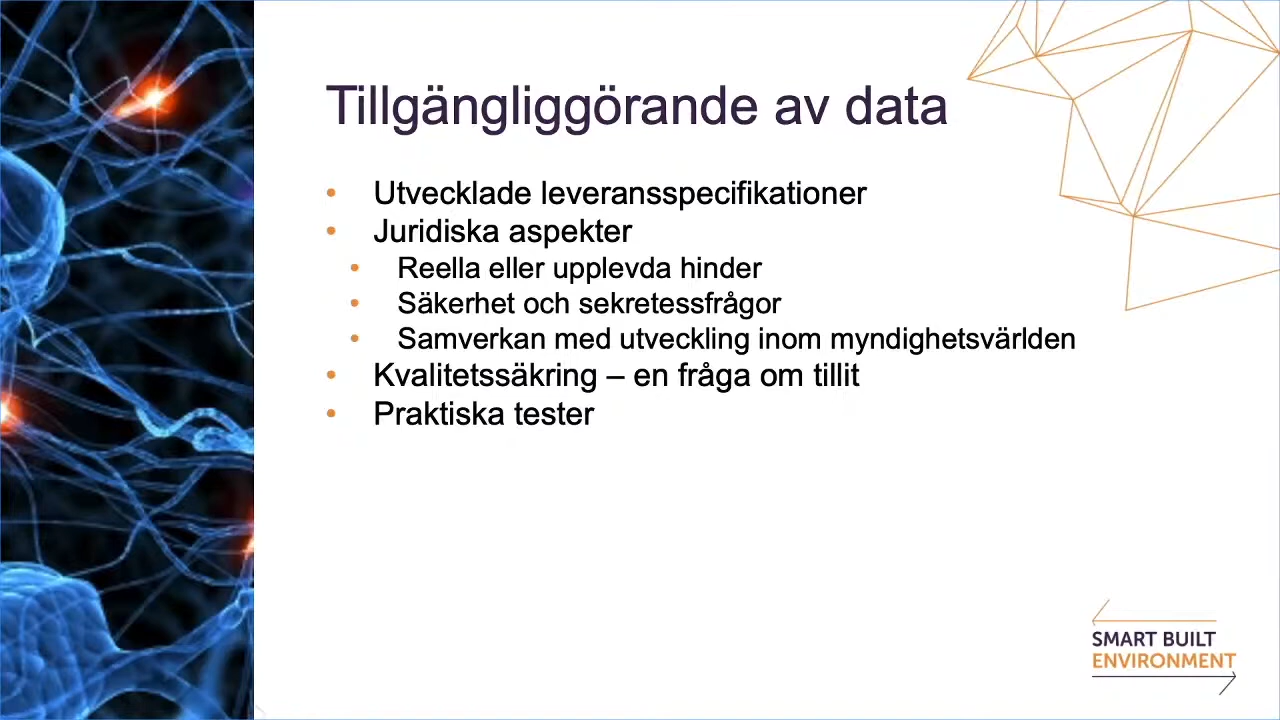 Tillgängliggörande av data
• Utvecklade leveransspecifikationer
• Juridiska aspekter
• Reella eller upplevda hinder
• Säkerhet och sekretessfrågor
• Samverkan med utveckling inom myndighetsvärlden
• Kvalitetssäkring – en fråga om tillit
• Praktiska tester
SMART BUILT
ENVIRONMENT